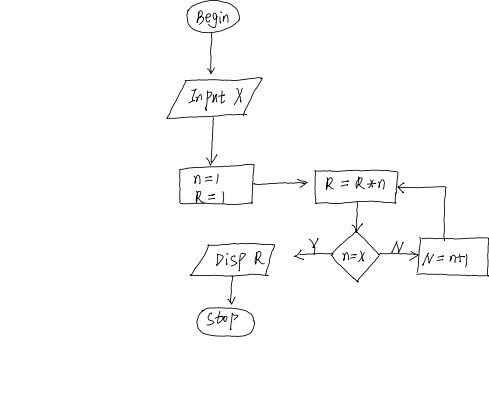 Begin
Input X
n=1
R=1
R = R*n
n=X
Y
N
N = n+1
Disp R
Stop